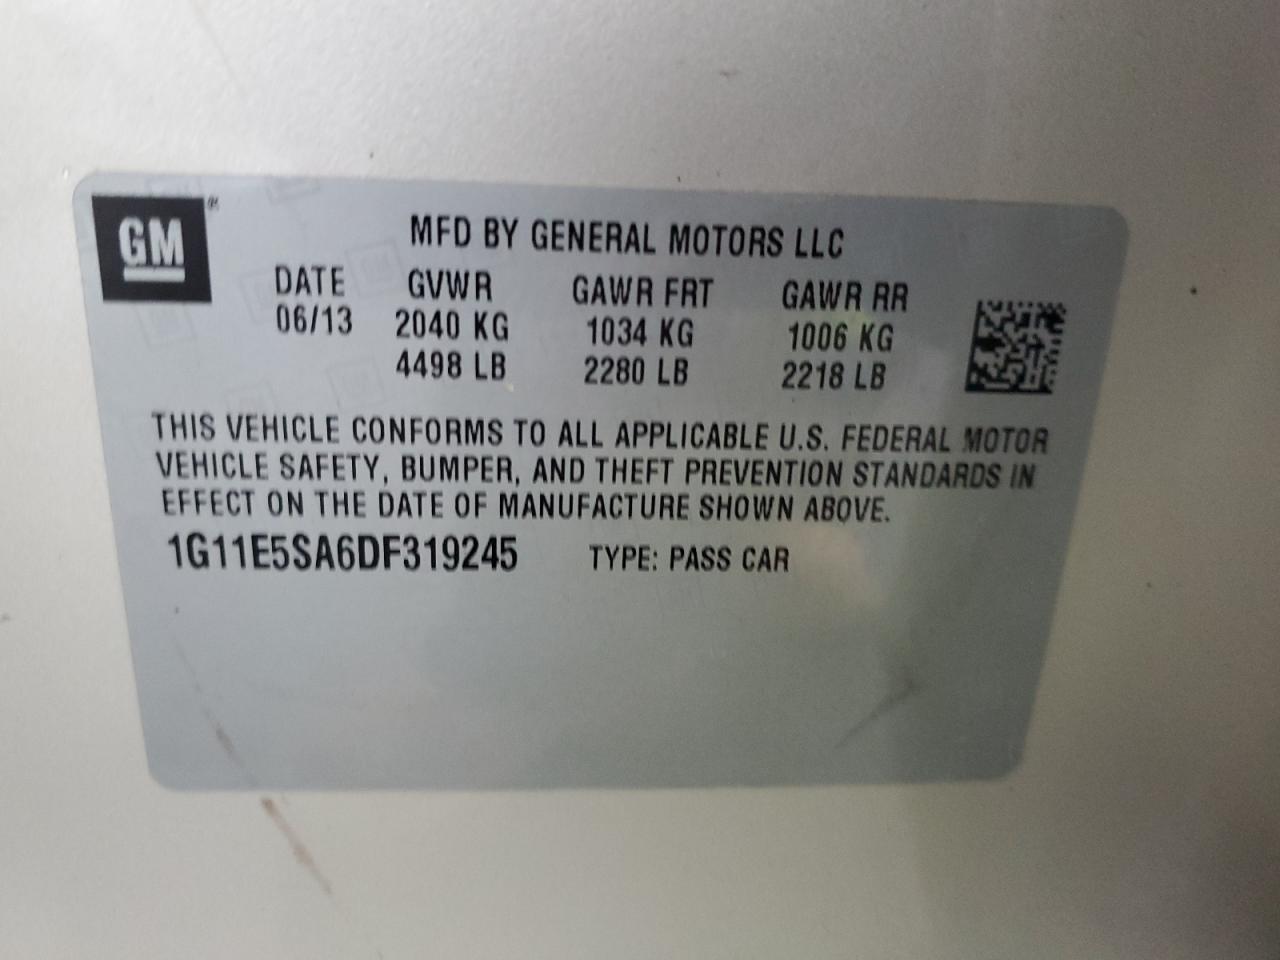 GM®
MFD BY GENERAL MOTORS LLC
DATE GVWR GAWR FRT GAWR RR
06/13 2040 KG 1034 KG 1006 KG
4498 LB 2280 LB 2218 LB
THIS VEHICLE CONFORMS TO ALL APPLICABLE U.S. FEDERAL MOTOR
VEHICLE SAFETY, BUMPER, AND THEFT PREVENTION STANDARDS IN
EFFECT ON THE DATE OF MANUFACTURE SHOWN ABOVE.
1G11E5SA6DF319245 TYPE: PASS CAR